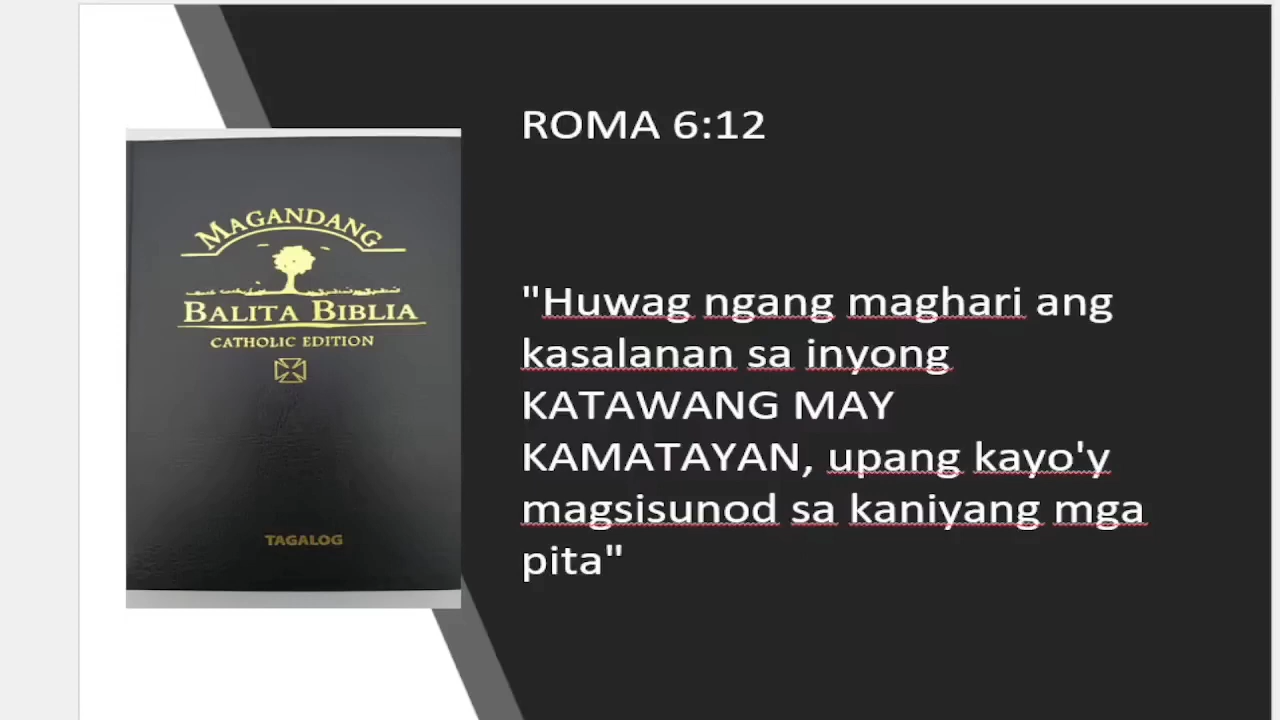 MAGANDANG
BALITA BIBLIA
CATHOLIC EDITION
TAGALOG
ROMA 6:12
"Huwag ngang maghari ang
kasalanan sa inyong
KATAWANG MAY
KAMATAYAN, upang kayo'y
magsisunod sa kaniyang mga
pita"